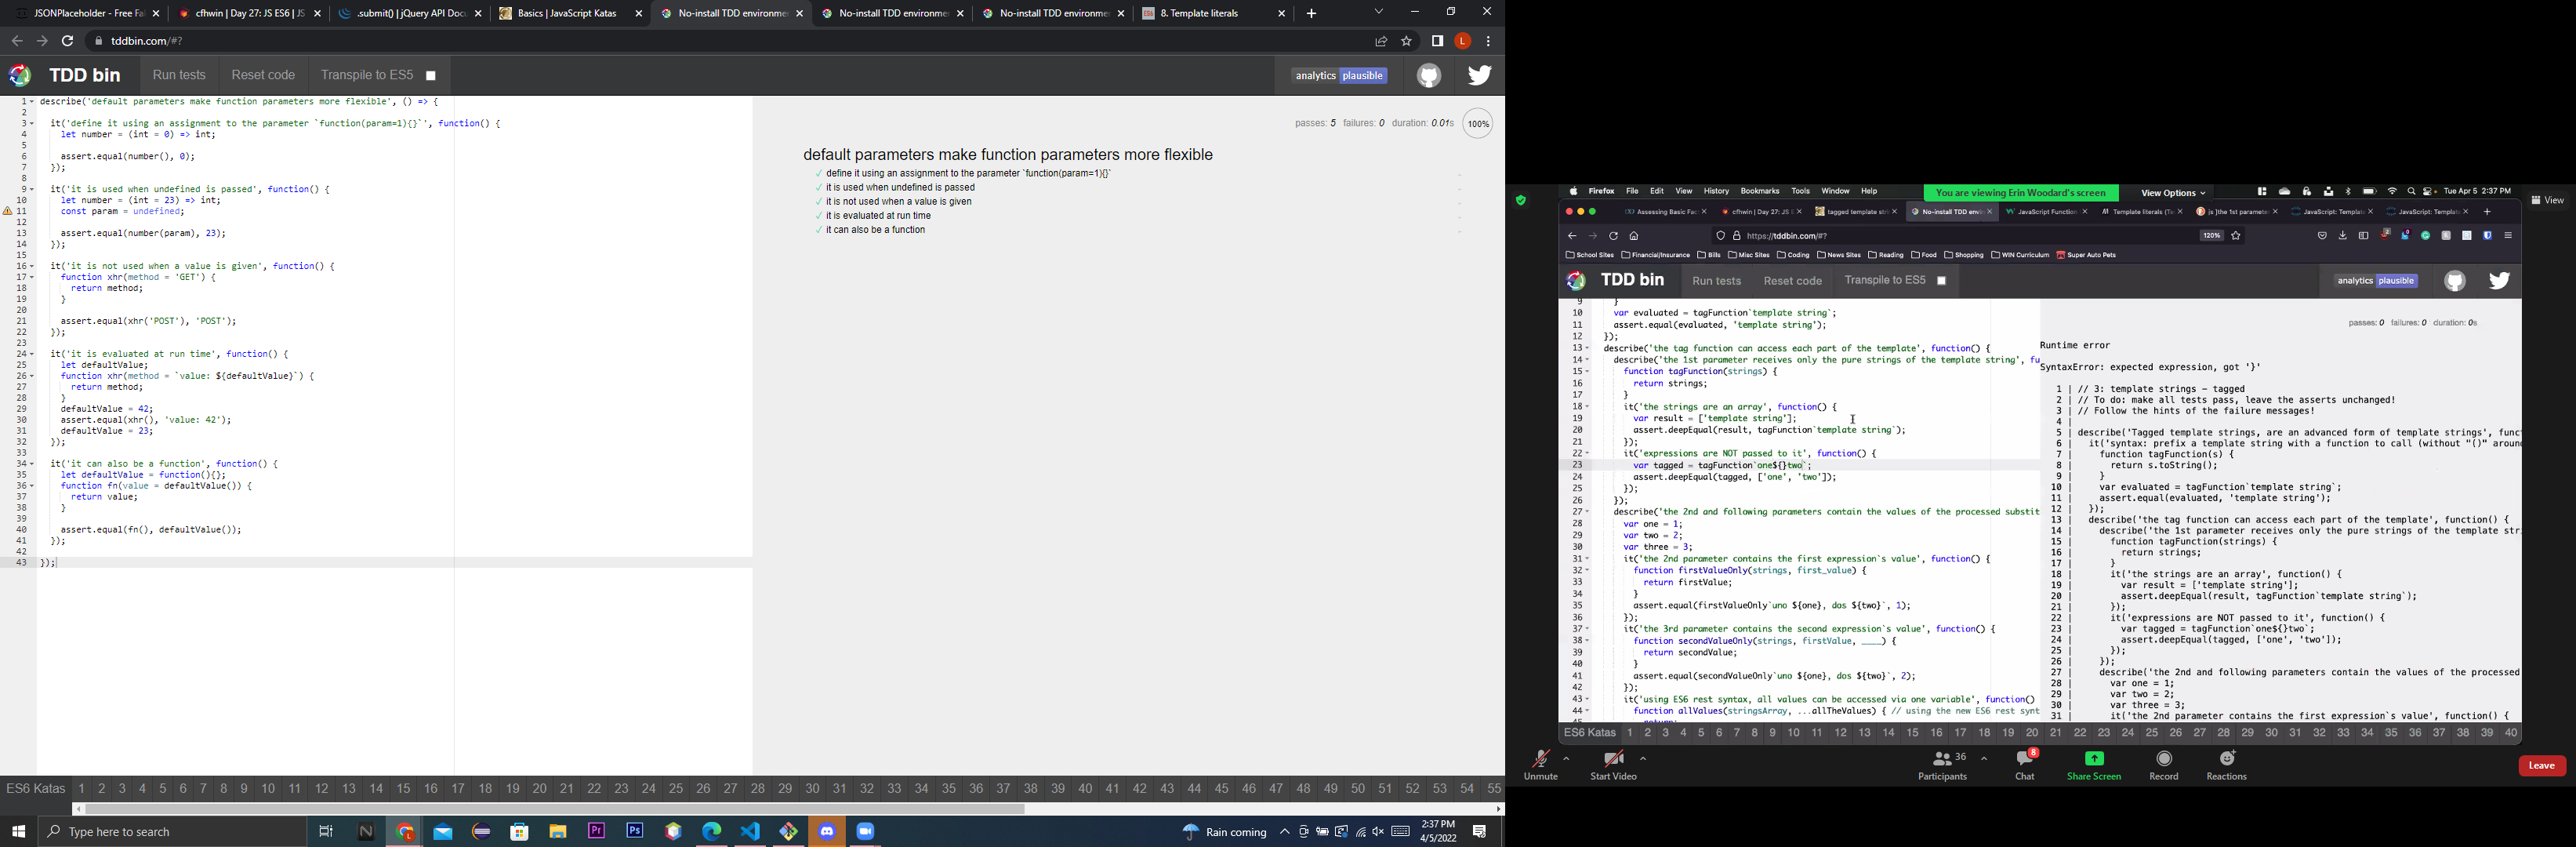 JSONPlaceholder - Free Fa
cfhwin | Day 27: JS ES6 | JS
.submit() | jQuery API Docu
Basics | JavaScript Katas
No-install TDD environmen
No-install TDD environmen
No-install TDD environmen
8. Template literals
tddbin.com/#?
L
TDD bin
Run tests
Reset code
Transpile to ES5
analytics plausible
1 describe('default parameters make function parameters more flexible', () => {
2
3 it('define it using an assignment to the parameter `function(param=1){}`', function() {
4 let number = (int = 0) => int;
5
6 assert.equal(number(), 0);
7 });
8
9 it('it is used when undefined is passed', function() {
10 let number = (int = 23) => int;
11 const param = undefined;
12
13 assert.equal(number(param), 23);
14 });
15
16 it('it is not used when a value is given', function() {
17 function xhr(method = 'GET') {
18 return method;
19 }
20
21 assert.equal(xhr('POST'), 'POST');
22 });
23
24 it('it is evaluated at run time', function() {
25 let defaultValue;
26 function xhr(method = `value: ${defaultValue}`) {
27 return method;
28 }
29 defaultValue = 42;
30 assert.equal(xhr(), 'value: 42');
31 defaultValue = 23;
32 });
33
34 it('it can also be a function', function() {
35 let defaultValue = function(){};
36 function fn(value = defaultValue()) {
37 return value;
38 }
39
40 assert.equal(fn(), defaultValue());
41 });
42
43 });
passes: 5 failures: 0 duration: 0.01s 100%
default parameters make function parameters more flexible
✓ define it using an assignment to the parameter `function(param=1){}`
✓ it is used when undefined is passed
✓ it is not used when a value is given
✓ it is evaluated at run time
✓ it can also be a function
ES6 Katas 1 2 3 4 5 6 7 8 9 10 11 12 13 14 15 16 17 18 19 20 21 22 23 24 25 26 27 28 29 30 31 32 33 34 35 36 37 38 39 40 41 42 43 44 45 46 47 48 49 50 51 52 53 54 55
Type here to search
N
Pr
Ps
Rain coming
2:37 PM
4/5/2022
Firefox File Edit View History Bookmarks Tools Window Help
You are viewing Erin Woodard's screen
View Options
Tue Apr 5 2:37 PM
View
Assessing Basic Fac
cfhwin | Day 27: JS E
tagged template stri
No-install TDD envir
JavaScript Function
Template literals (Te
js ]the 1st parameter
JavaScript: Templat
JavaScript: Templat
https://tddbin.com/#?
120%
School Sites Financial/Insurance Bills Misc Sites Coding News Sites Reading Food Shopping WIN Curriculum Super Auto Pets
TDD bin
Run tests
Reset code
Transpile to ES5
analytics plausible
9 }
10 var evaluated = tagFunction`template string`;
11 assert.equal(evaluated, 'template string');
12 });
13 describe('the tag function can access each part of the template', function() {
14 describe('the 1st parameter receives only the pure strings of the template string', fu
15 function tagFunction(strings) {
16 return strings;
17 }
18 it('the strings are an array', function() {
19 var result = ['template string'];
20 assert.deepEqual(result, tagFunction`template string`);
21 });
22 it('expressions are NOT passed to it', function() {
23 var tagged = tagFunction`one${}two`;
24 assert.deepEqual(tagged, ['one', 'two']);
25 });
26 });
27 describe('the 2nd and following parameters contain the values of the processed substit
28 var one = 1;
29 var two = 2;
30 var three = 3;
31 it('the 2nd parameter contains the first expression`s value', function() {
32 function firstValueOnly(strings, first_value) {
33 return firstValue;
34 }
35 assert.equal(firstValueOnly`uno ${one}, dos ${two}`, 1);
36 });
37 it('the 3rd parameter contains the second expression`s value', function() {
38 function secondValueOnly(strings, firstValue, ____) {
39 return secondValue;
40 }
41 assert.equal(secondValueOnly`uno ${one}, dos ${two}`, 2);
42 });
43 it('using ES6 rest syntax, all values can be accessed via one variable', function()
44 function allValues(stringsArray, ...allTheValues) { // using the new ES6 rest synt
passes: 0 failures: 0 duration: 0s
Runtime error
SyntaxError: expected expression, got '}'
1 | // 3: template strings - tagged
2 | // To do: make all tests pass, leave the asserts unchanged!
3 | // Follow the hints of the failure messages!
4 |
5 | describe('Tagged template strings, are an advanced form of template strings', func
6 | it('syntax: prefix a template string with a function to call (without "()" aroun
7 | function tagFunction(s) {
8 | return s.toString();
9 | }
10 | var evaluated = tagFunction`template string`;
11 | assert.equal(evaluated, 'template string');
12 | });
13 | describe('the tag function can access each part of the template', function() {
14 | describe('the 1st parameter receives only the pure strings of the template str
15 | function tagFunction(strings) {
16 | return strings;
17 | }
18 | it('the strings are an array', function() {
19 | var result = ['template string'];
20 | assert.deepEqual(result, tagFunction`template string`);
21 | });
22 | it('expressions are NOT passed to it', function() {
23 | var tagged = tagFunction`one${}two`;
24 | assert.deepEqual(tagged, ['one', 'two']);
25 | });
26 | });
27 | describe('the 2nd and following parameters contain the values of the processed
28 | var one = 1;
29 | var two = 2;
30 | var three = 3;
31 | it('the 2nd parameter contains the first expression`s value', function() {
ES6 Katas 1 2 3 4 5 6 7 8 9 10 11 12 13 14 15 16 17 18 19 20 21 22 23 24 25 26 27 28 29 30 31 32 33 34 35 36 37 38 39 40
Unmute
Start Video
36
Participants
8
Chat
Share Screen
Record
Reactions
Leave